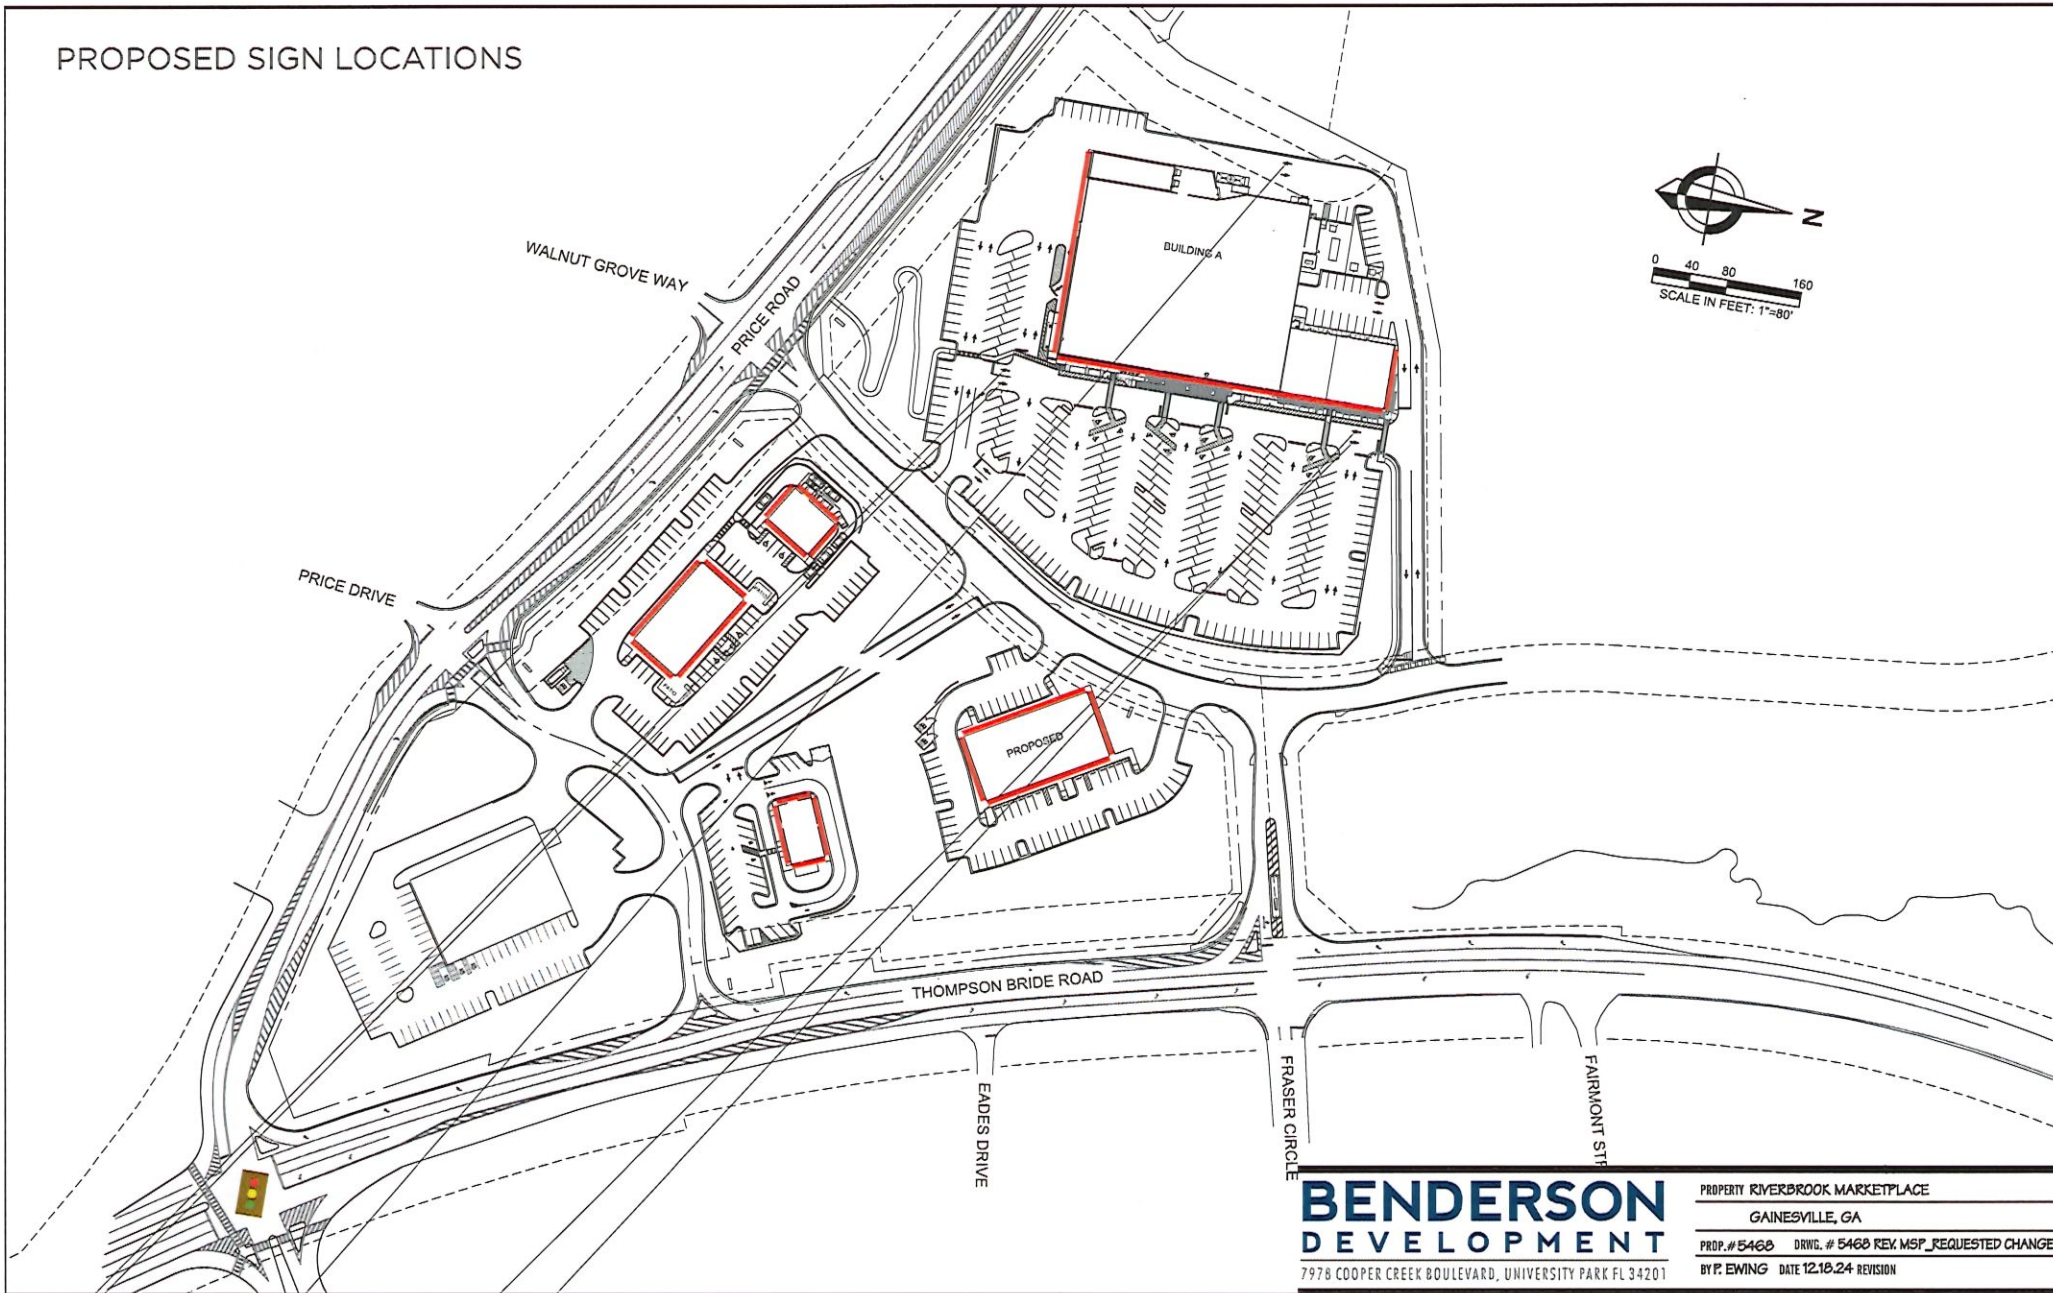 PROPOSED SIGN LOCATIONS
WALNUT GROVE WAY
PRICE ROAD
BUILDING A
N
0 40 80 160
SCALE IN FEET: 1"=80'
PRICE DRIVE
PATIO
PATIO
PROPOSED
THOMPSON BRIDE ROAD
EADES DRIVE
FRASER CIRCLE
FAIRMONT STR
BENDERSON
DEVELOPMENT
7978 COOPER CREEK BOULEVARD, UNIVERSITY PARK FL 34201
PROPERTY RIVERBROOK MARKETPLACE
GAINESVILLE, GA
PROP.# 5468 DRWG. # 5468 REV. MSP_REQUESTED CHANGE
BY P. EWING DATE 12.18.24 REVISION